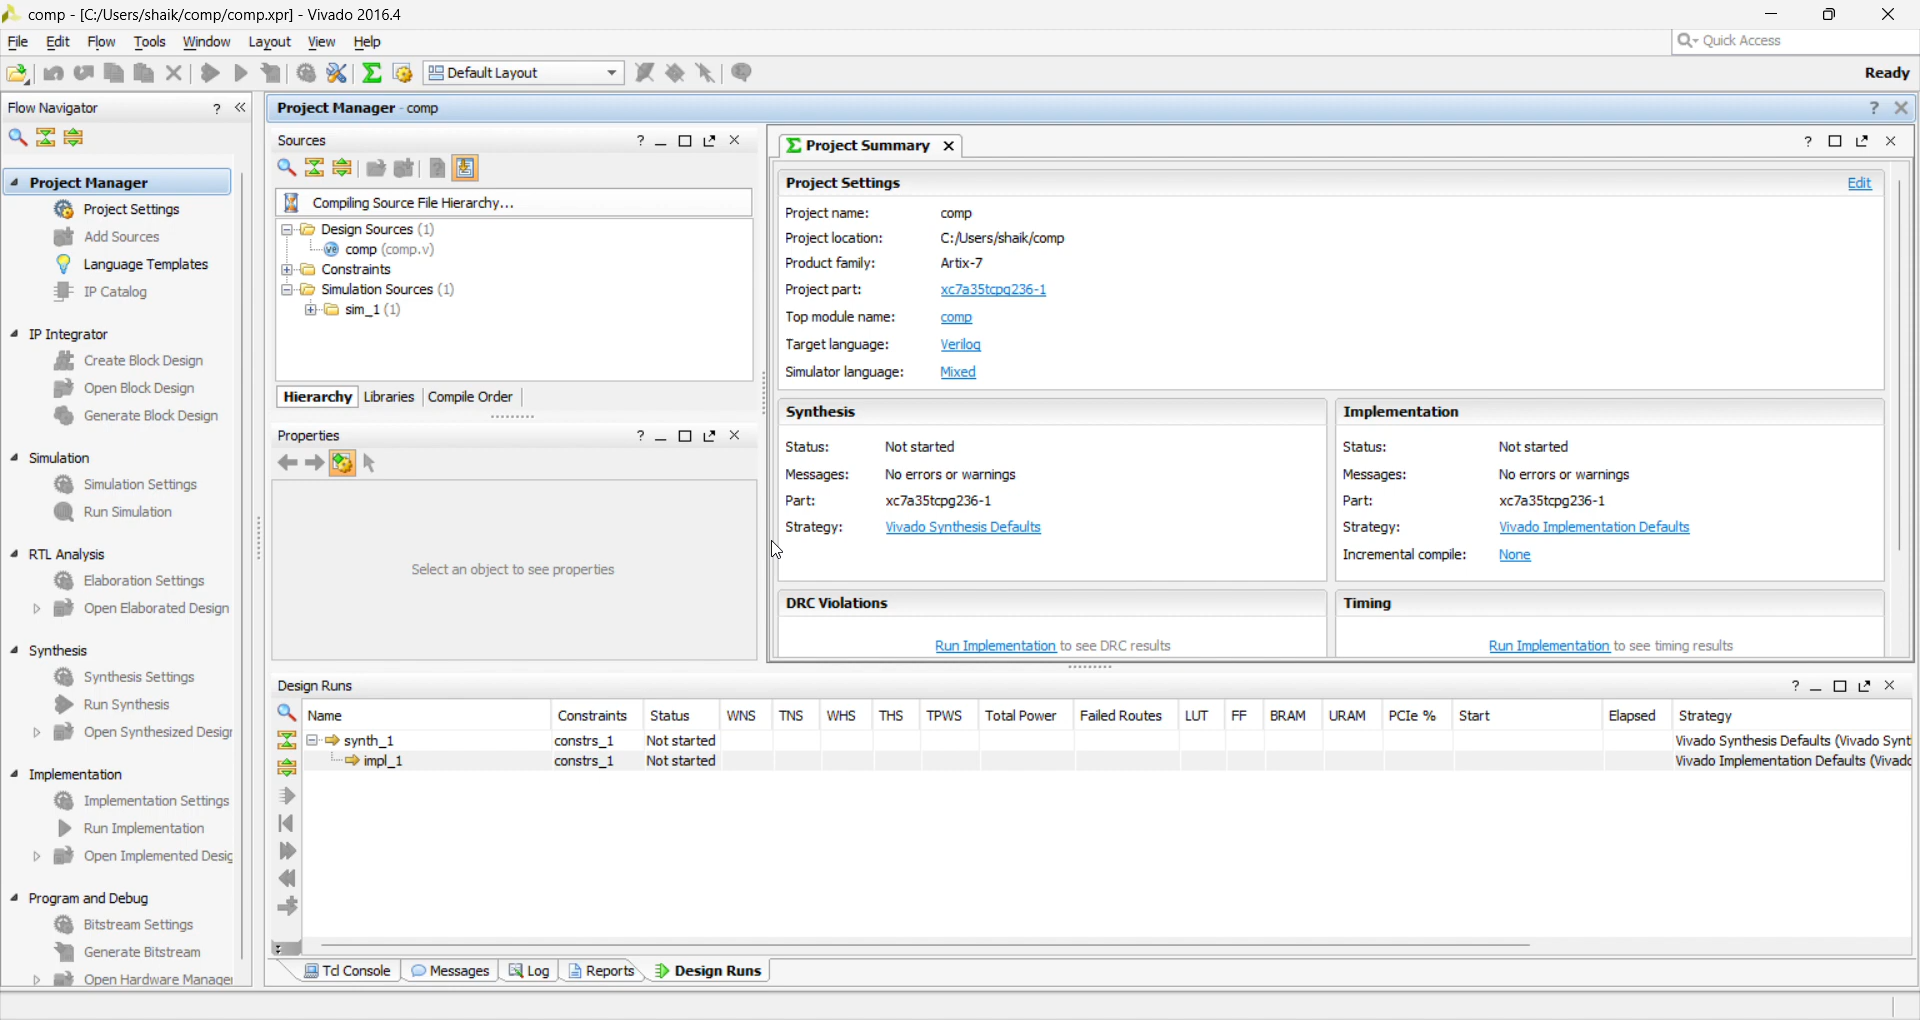 comp - [C:/Users/shaik/comp/comp.xpr] - Vivado 2016.4
File Edit Flow Tools Window Layout View Help
Quick Access
Default Layout
Ready
Flow Navigator ? «
Project Manager
Project Settings
Add Sources
Language Templates
IP Catalog
IP Integrator
Create Block Design
Open Block Design
Generate Block Design
Simulation
Simulation Settings
Run Simulation
RTL Analysis
Elaboration Settings
Open Elaborated Design
Synthesis
Synthesis Settings
Run Synthesis
Open Synthesized Desigr
Implementation
Implementation Settings
Run Implementation
Open Implemented Desig
Program and Debug
Bitstream Settings
Generate Bitstream
Open Hardware Manager
Project Manager - comp ?
Sources ?
Compiling Source File Hierarchy...
Design Sources (1)
comp (comp.v)
Constraints
Simulation Sources (1)
sim_1 (1)
Hierarchy Libraries Compile Order
Properties ?
Select an object to see properties
Σ Project Summary ?
Project Settings Edit
Project name: comp
Project location: C:/Users/shaik/comp
Product family: Artix-7
Project part: xc7a35tcpg236-1
Top module name: comp
Target language: Verilog
Simulator language: Mixed
Synthesis
Status: Not started
Messages: No errors or warnings
Part: xc7a35tcpg236-1
Strategy: Vivado Synthesis Defaults
Implementation
Status: Not started
Messages: No errors or warnings
Part: xc7a35tcpg236-1
Strategy: Vivado Implementation Defaults
Incremental compile: None
DRC Violations
Run Implementation to see DRC results
Timing
Run Implementation to see timing results
Design Runs ?
Name Constraints Status WNS TNS WHS THS TPWS Total Power Failed Routes LUT FF BRAM URAM PCIe % Start Elapsed Strategy
synth_1 constrs_1 Not started Vivado Synthesis Defaults (Vivado Synt
impl_1 constrs_1 Not started Vivado Implementation Defaults (Vivado
Tcl Console Messages Log Reports Design Runs